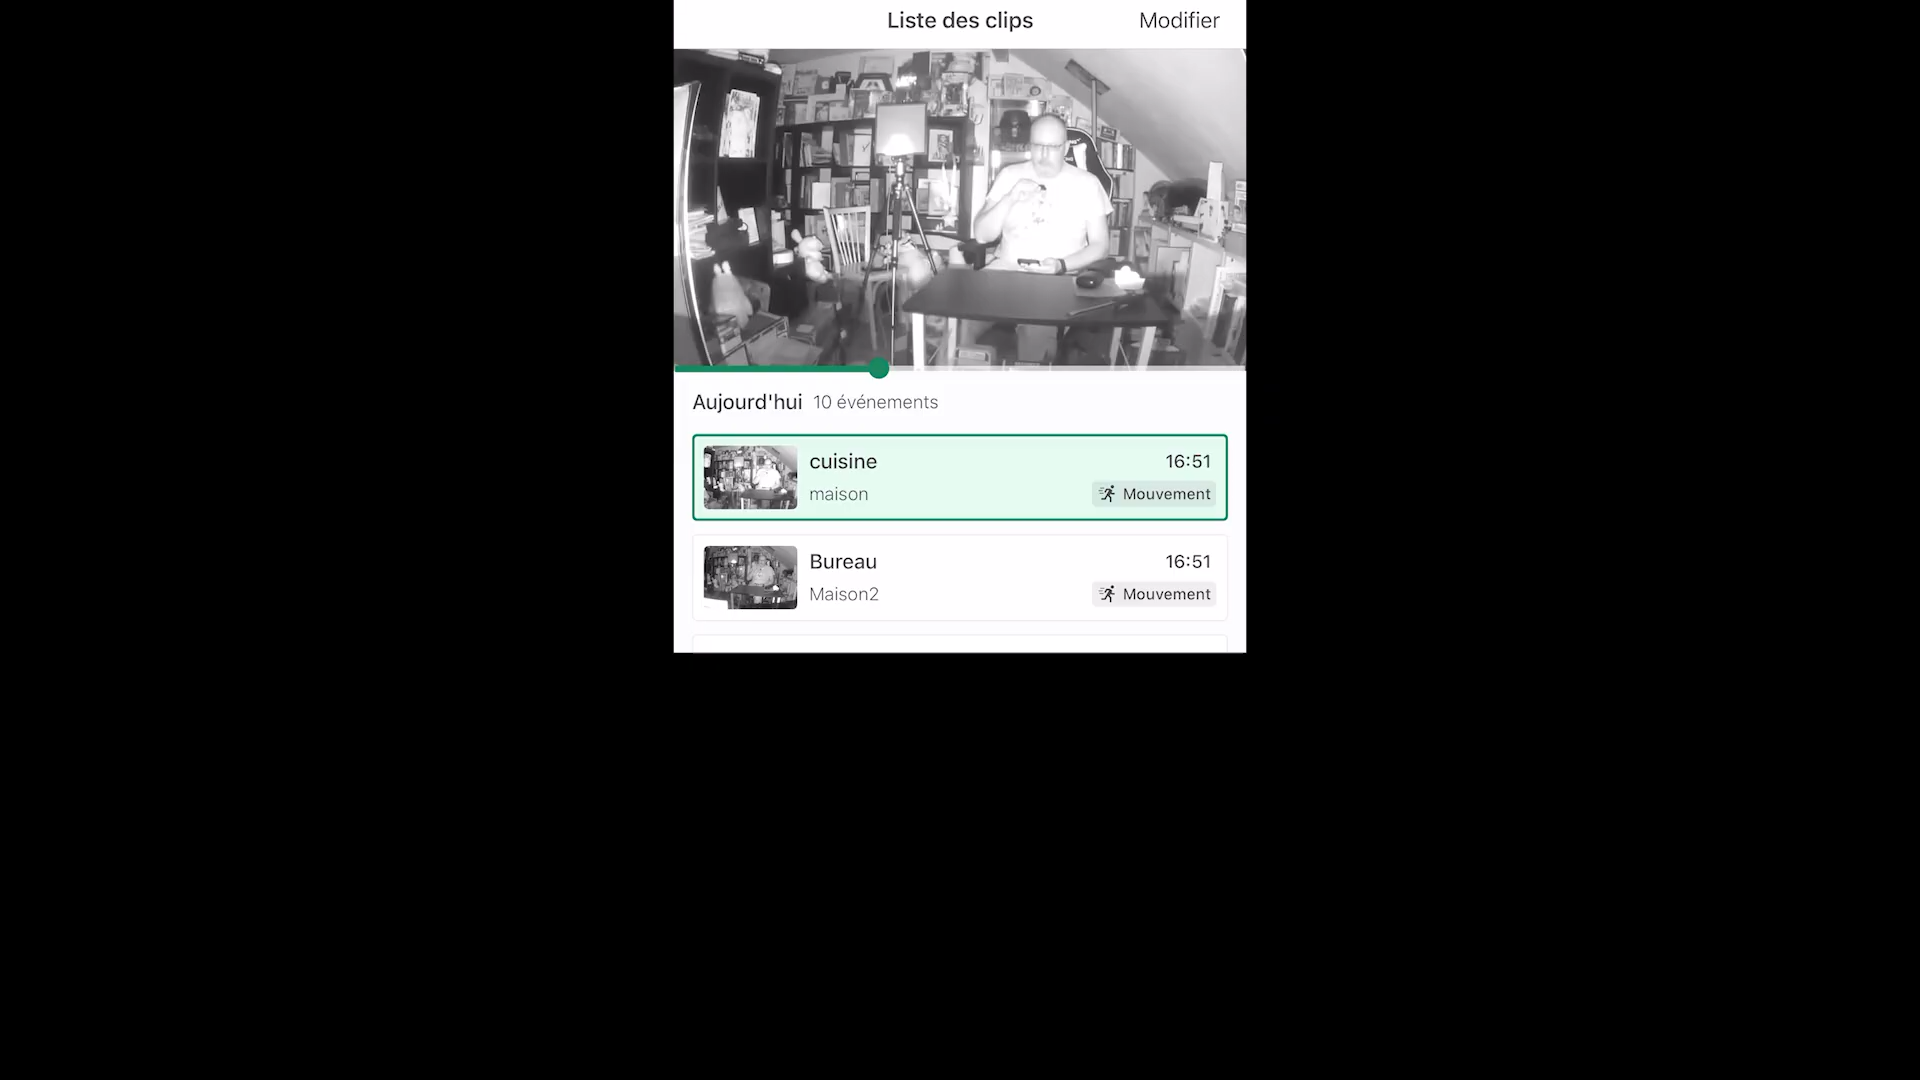 Liste des clips
Modifier
Aujourd'hui 10 événements
cuisine
16:51
maison
Mouvement
Bureau
16:51
Maison2
Mouvement